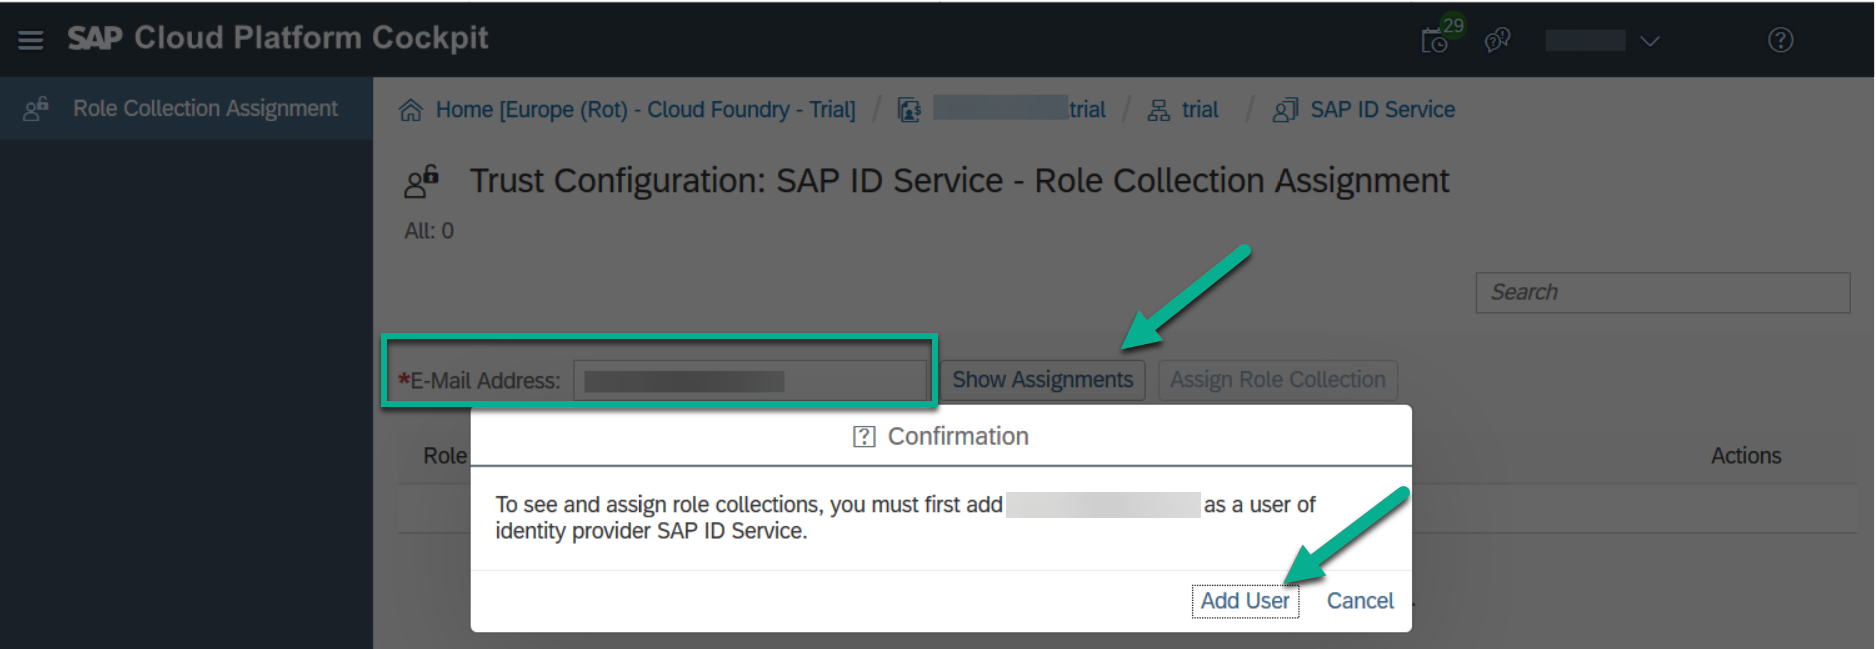 SAP Cloud Platform Cockpit
29
Role Collection Assignment
Home [Europe (Rot) - Cloud Foundry - Trial] / trial / trial / SAP ID Service
Trust Configuration: SAP ID Service - Role Collection Assignment
All: 0
Search
*E-Mail Address:
Show Assignments
Assign Role Collection
Role
Actions
Confirmation
To see and assign role collections, you must first add as a user of
identity provider SAP ID Service.
Add User
Cancel